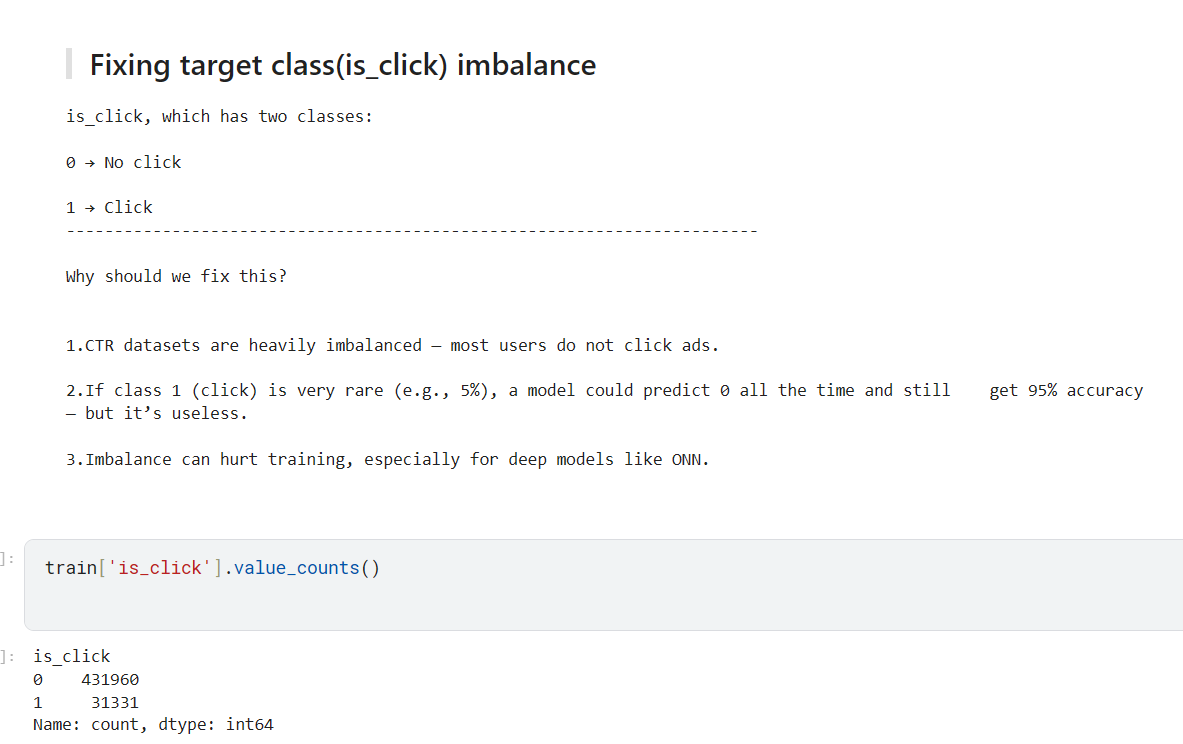 Fixing target class(is_click) imbalance
is_click, which has two classes:
0 → No click
1 → Click
------------------------------------------------------------------------
Why should we fix this?
1.CTR datasets are heavily imbalanced — most users do not click ads.
2.If class 1 (click) is very rare (e.g., 5%), a model could predict 0 all the time and still    get 95% accuracy
— but it’s useless.
3.Imbalance can hurt training, especially for deep models like ONN.
]:
train['is_click'].value_counts()
]:
is_click
0    431960
1     31331
Name: count, dtype: int64